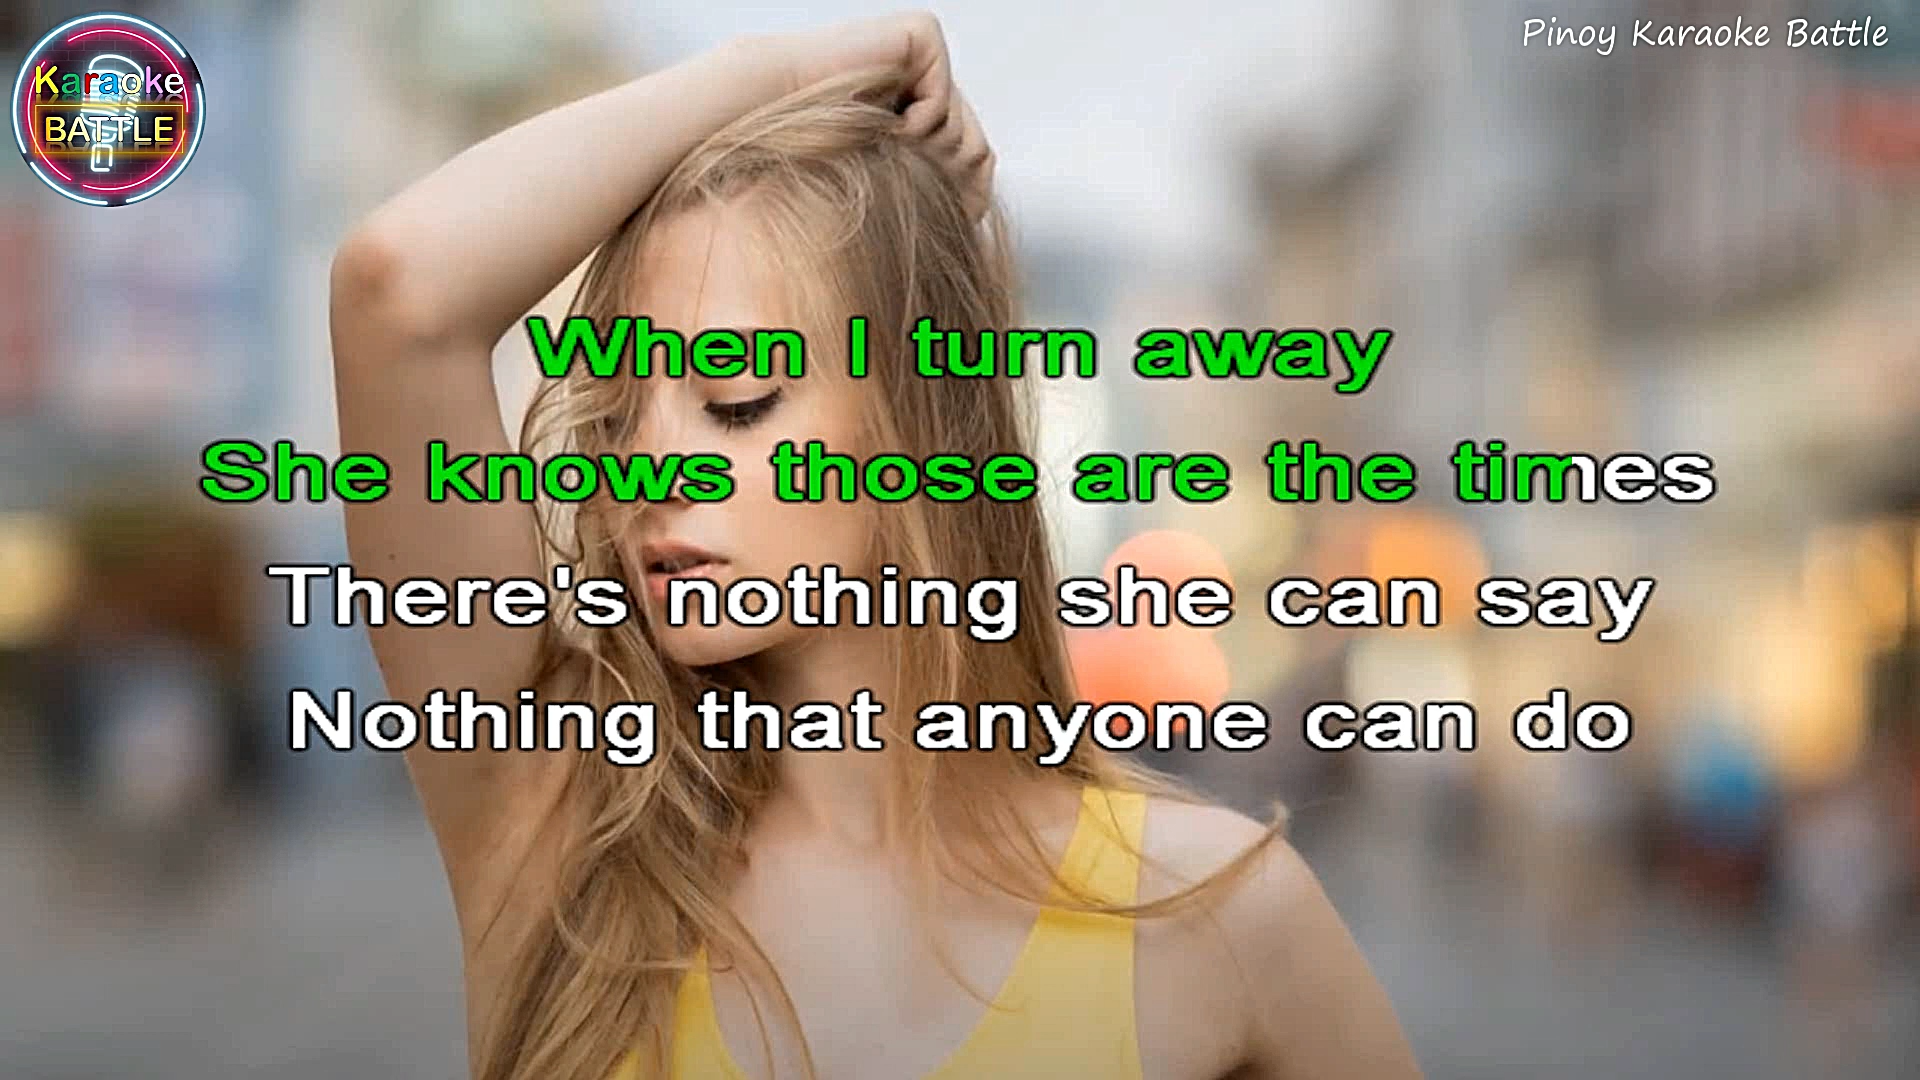 Karaoke
BATTLE
Pinoy Karaoke Battle
When I turn away
She knows those are the times
There's nothing she can say
Nothing that anyone can do